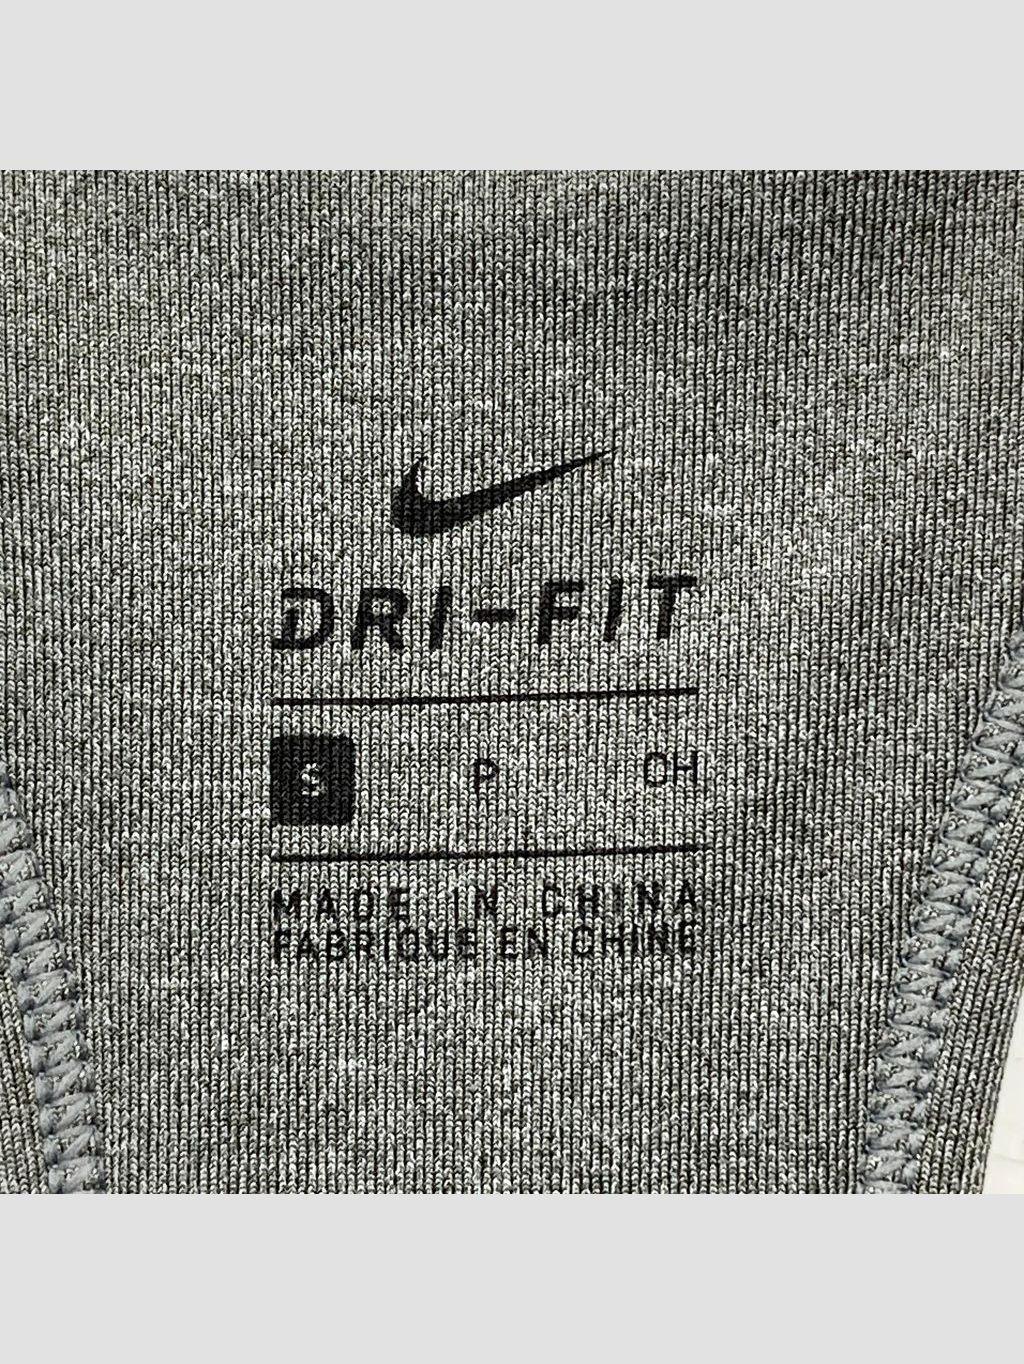 DRI-FIT
S P CH
MADE IN CHINA
FABRIQUE EN CHINE